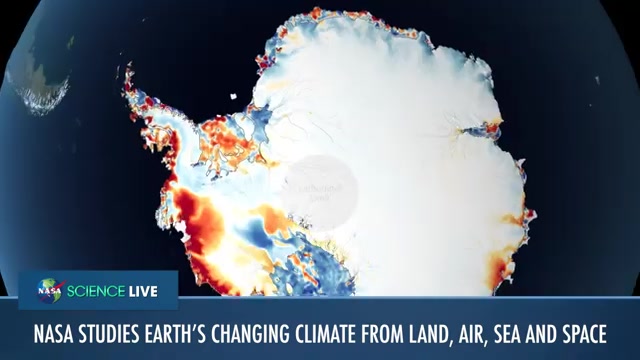 NASA
SCIENCE LIVE
NASA STUDIES EARTH'S CHANGING CLIMATE FROM LAND, AIR, SEA AND SPACE